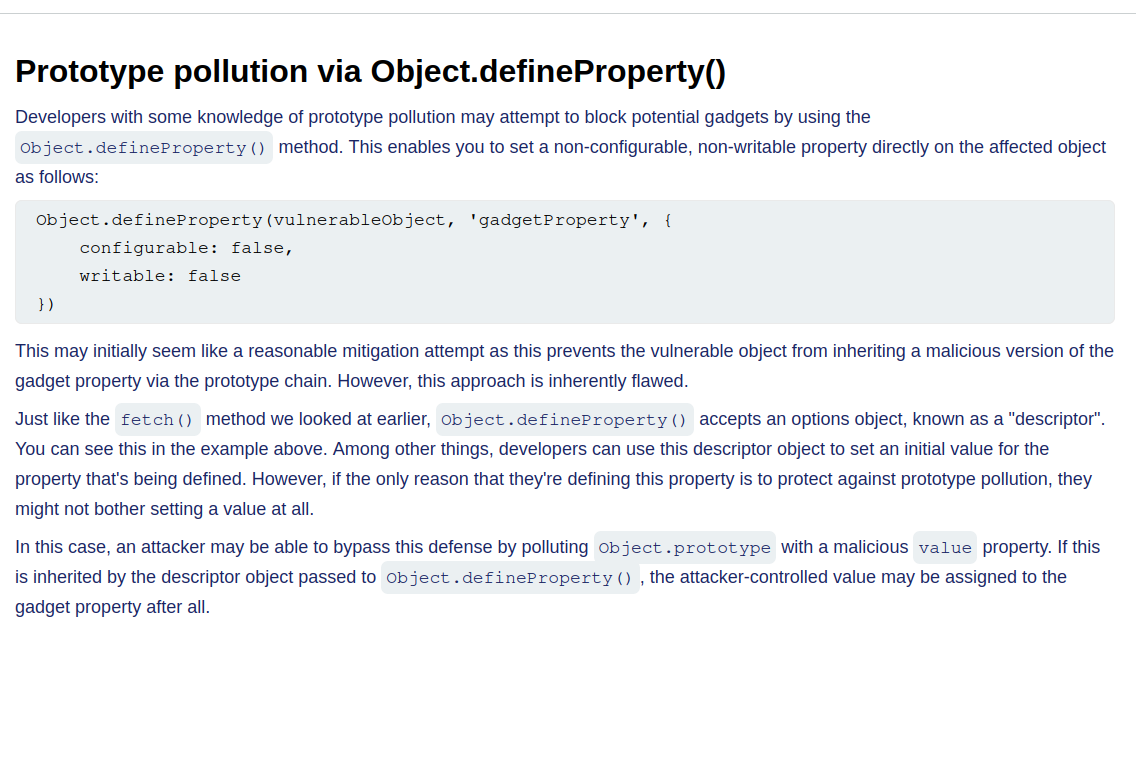 Prototype pollution via Object.defineProperty()
Developers with some knowledge of prototype pollution may attempt to block potential gadgets by using the
Object.defineProperty() method. This enables you to set a non-configurable, non-writable property directly on the affected object
as follows:
Object.defineProperty(vulnerableObject, 'gadgetProperty', {
    configurable: false,
    writable: false
})
This may initially seem like a reasonable mitigation attempt as this prevents the vulnerable object from inheriting a malicious version of the
gadget property via the prototype chain. However, this approach is inherently flawed.
Just like the fetch() method we looked at earlier, Object.defineProperty() accepts an options object, known as a "descriptor".
You can see this in the example above. Among other things, developers can use this descriptor object to set an initial value for the
property that's being defined. However, if the only reason that they're defining this property is to protect against prototype pollution, they
might not bother setting a value at all.
In this case, an attacker may be able to bypass this defense by polluting Object.prototype with a malicious value property. If this
is inherited by the descriptor object passed to Object.defineProperty(), the attacker-controlled value may be assigned to the
gadget property after all.